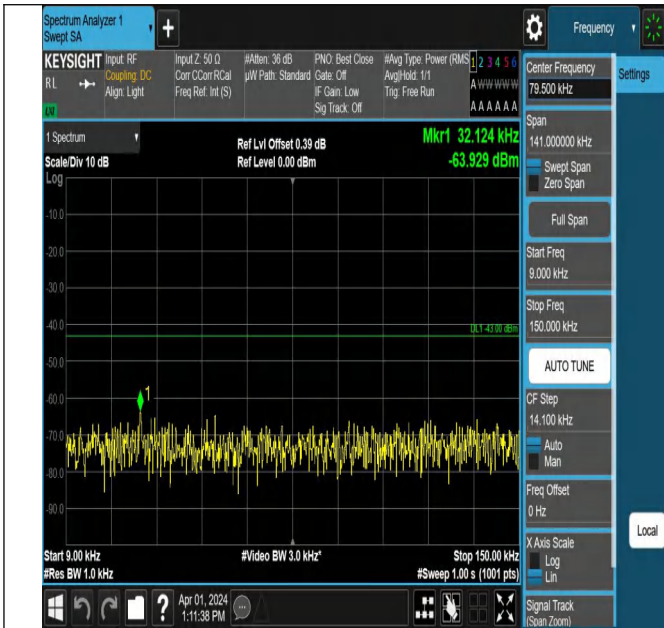 Spectrum Analyzer 1
Swept SA
Frequency
KEYSIGHT
RL
LXI
Input: RF
Coupling: DC
Align: Light
Input Z: 50 Ω
Corr CCorr RCal
Freq Ref: Int (S)
#Atten: 36 dB
µW Path: Standard
PNO: Best Close
Gate: Off
IF Gain: Low
Sig Track: Off
#Avg Type: Power (RMS
Avg|Hold: 1/1
Trig: Free Run
1 2 3 4 5 6
A W W W W W
A A A A A A
1 Spectrum
Scale/Div 10 dB
Log
Ref Lvl Offset 0.39 dB
Ref Level 0.00 dBm
Mkr1 32.124 kHz
-63.929 dBm
-10.0
-20.0
-30.0
-40.0
DL1 -43.00 dBm
-50.0
-60.0
1
-70.0
-80.0
-90.0
Start 9.00 kHz
#Res BW 1.0 kHz
#Video BW 3.0 kHz*
Stop 150.00 kHz
#Sweep 1.00 s (1001 pts)
Apr 01, 2024
1:11:38 PM
Center Frequency
79.500 kHz
Settings
Span
141.000000 kHz
Swept Span
Zero Span
Full Span
Start Freq
9.000 kHz
Stop Freq
150.000 kHz
AUTO TUNE
CF Step
14.100 kHz
Auto
Man
Freq Offset
0 Hz
Local
X Axis Scale
Log
Lin
Signal Track
(Span Zoom)